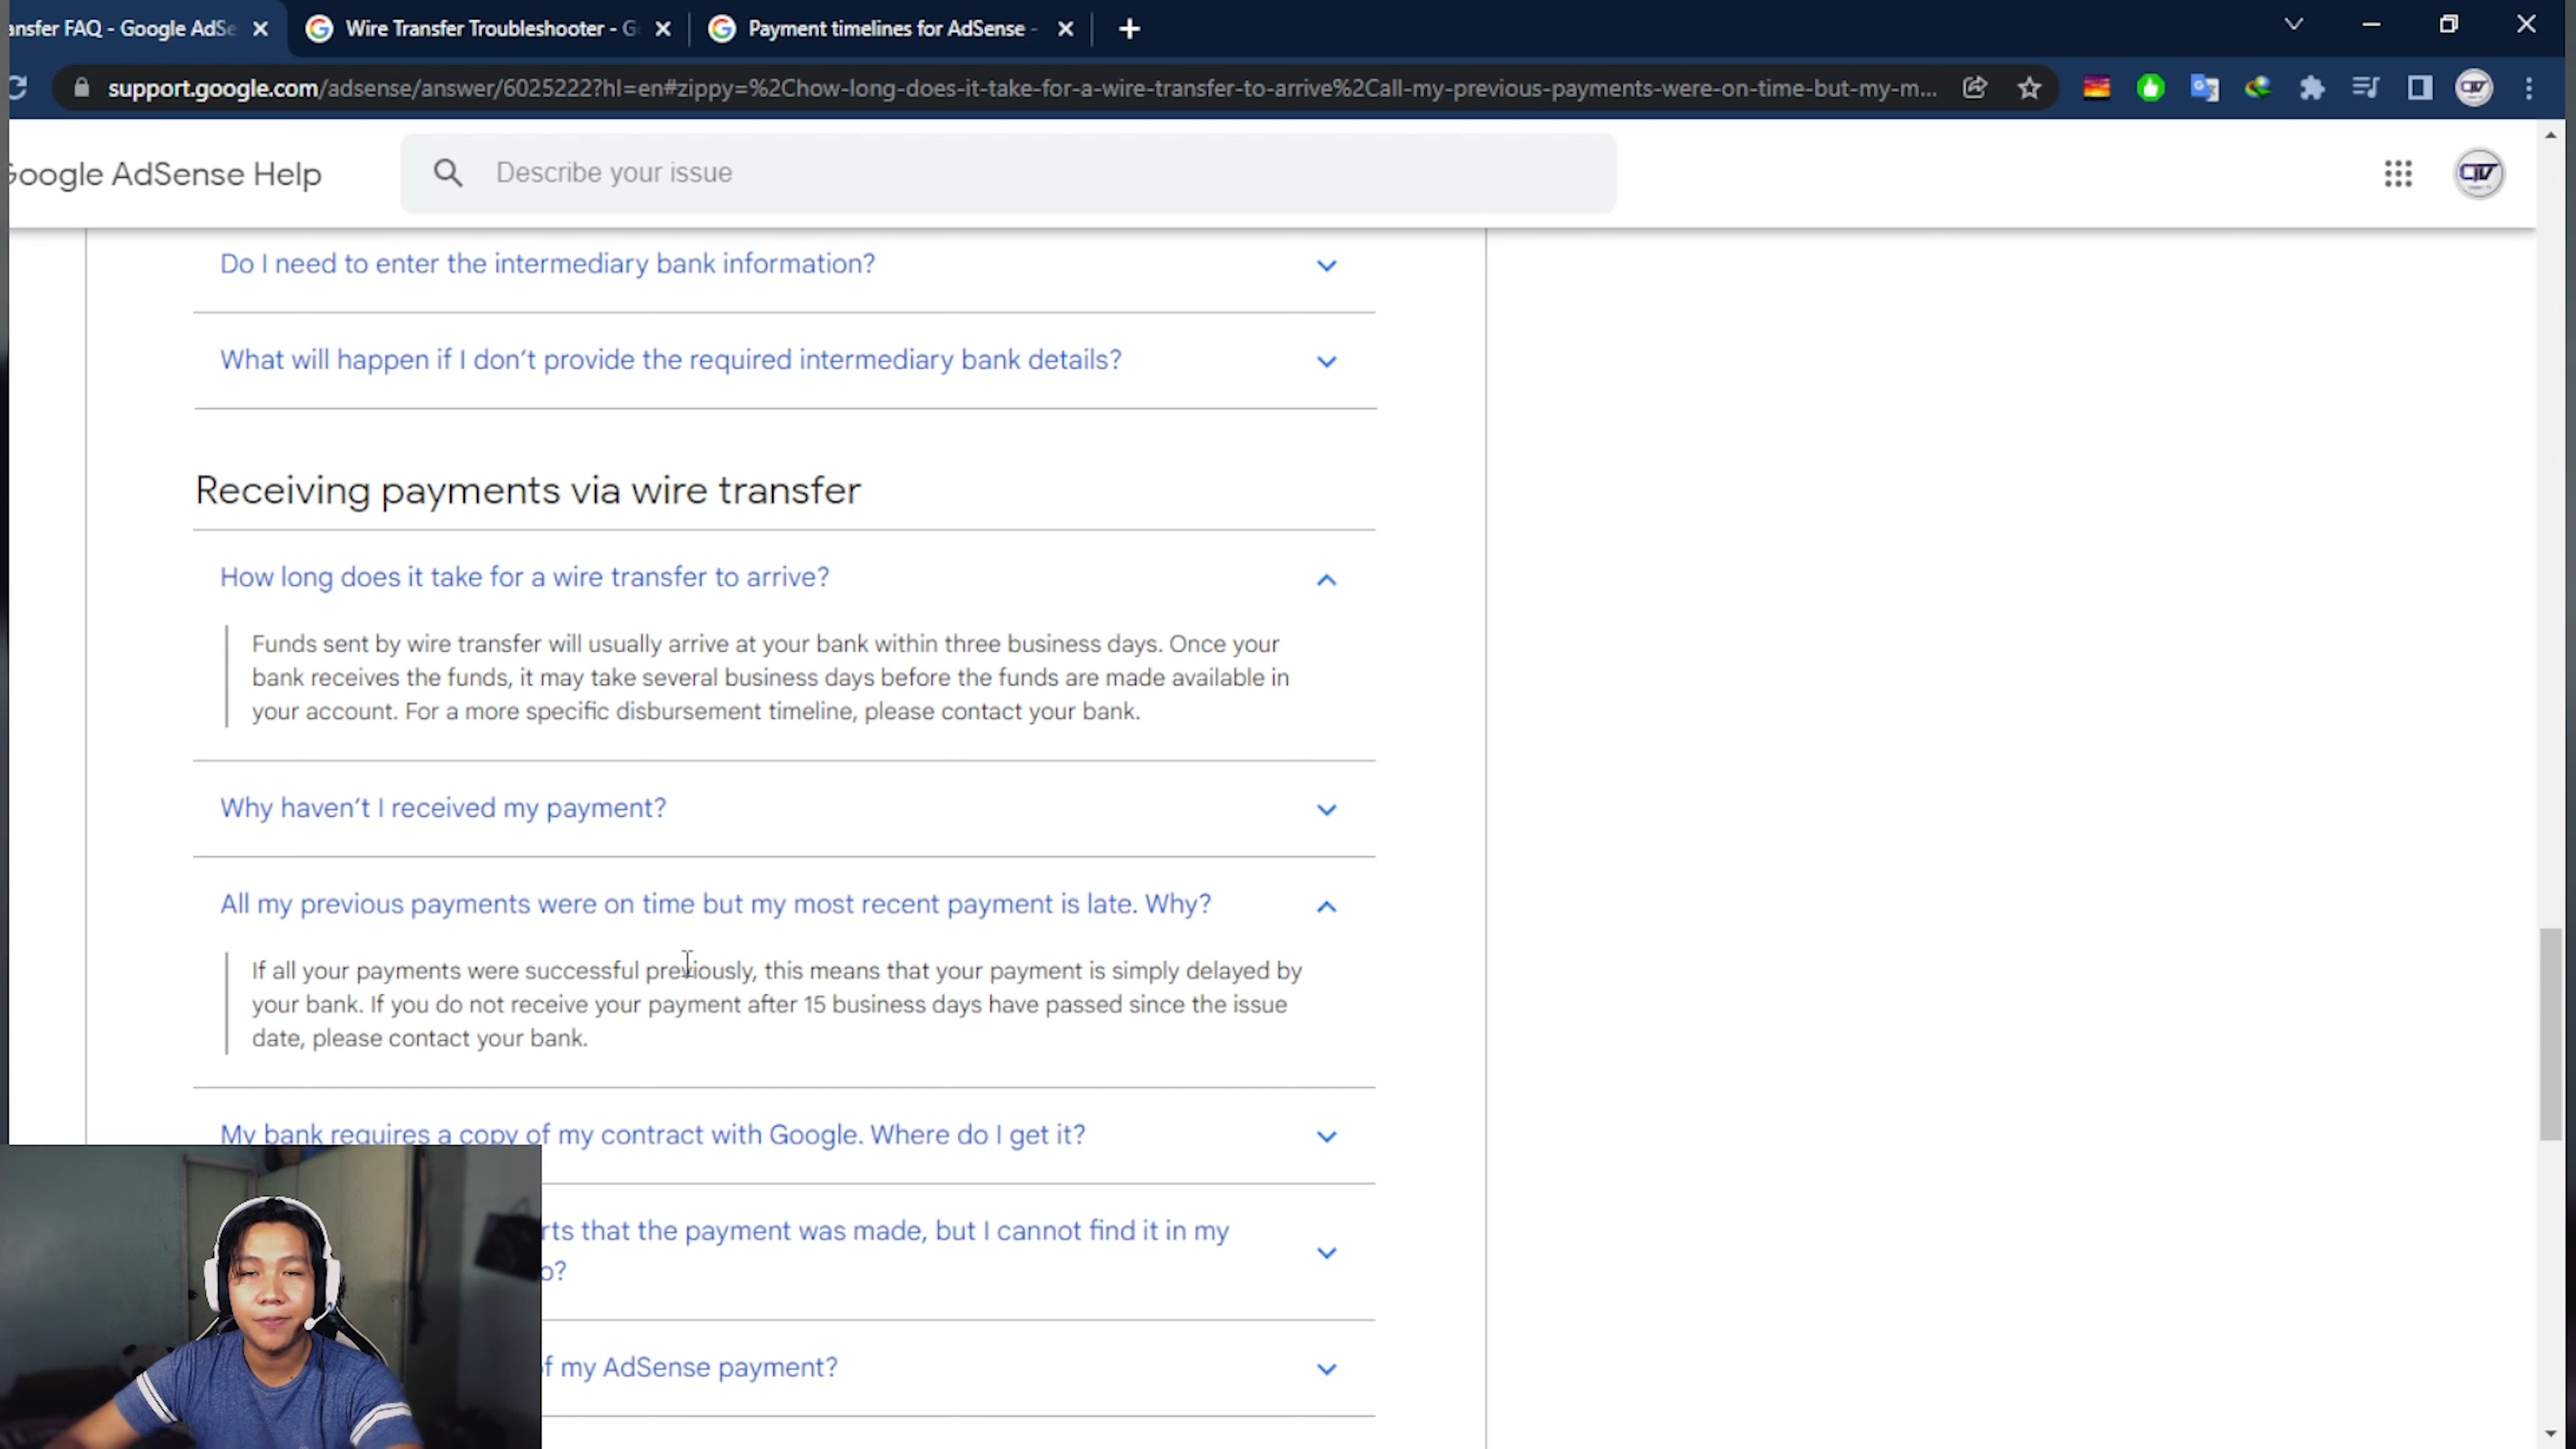 ansfer FAQ - Google AdSe
Wire Transfer Troubleshooter - G
Payment timelines for AdSense -
support.google.com/adsense/answer/6025222?hl=en#zippy=%2Chow-long-does-it-take-for-a-wire-transfer-to-arrive%2Call-my-previous-payments-were-on-time-but-my-m...
Google AdSense Help
Describe your issue
Do I need to enter the intermediary bank information?
What will happen if I don’t provide the required intermediary bank details?
Receiving payments via wire transfer
How long does it take for a wire transfer to arrive?
Funds sent by wire transfer will usually arrive at your bank within three business days. Once your
bank receives the funds, it may take several business days before the funds are made available in
your account. For a more specific disbursement timeline, please contact your bank.
Why haven’t I received my payment?
All my previous payments were on time but my most recent payment is late. Why?
If all your payments were successful previously, this means that your payment is simply delayed by
your bank. If you do not receive your payment after 15 business days have passed since the issue
date, please contact your bank.
My bank requires a copy of my contract with Google. Where do I get it?
rts that the payment was made, but I cannot find it in my
o?
of my AdSense payment?